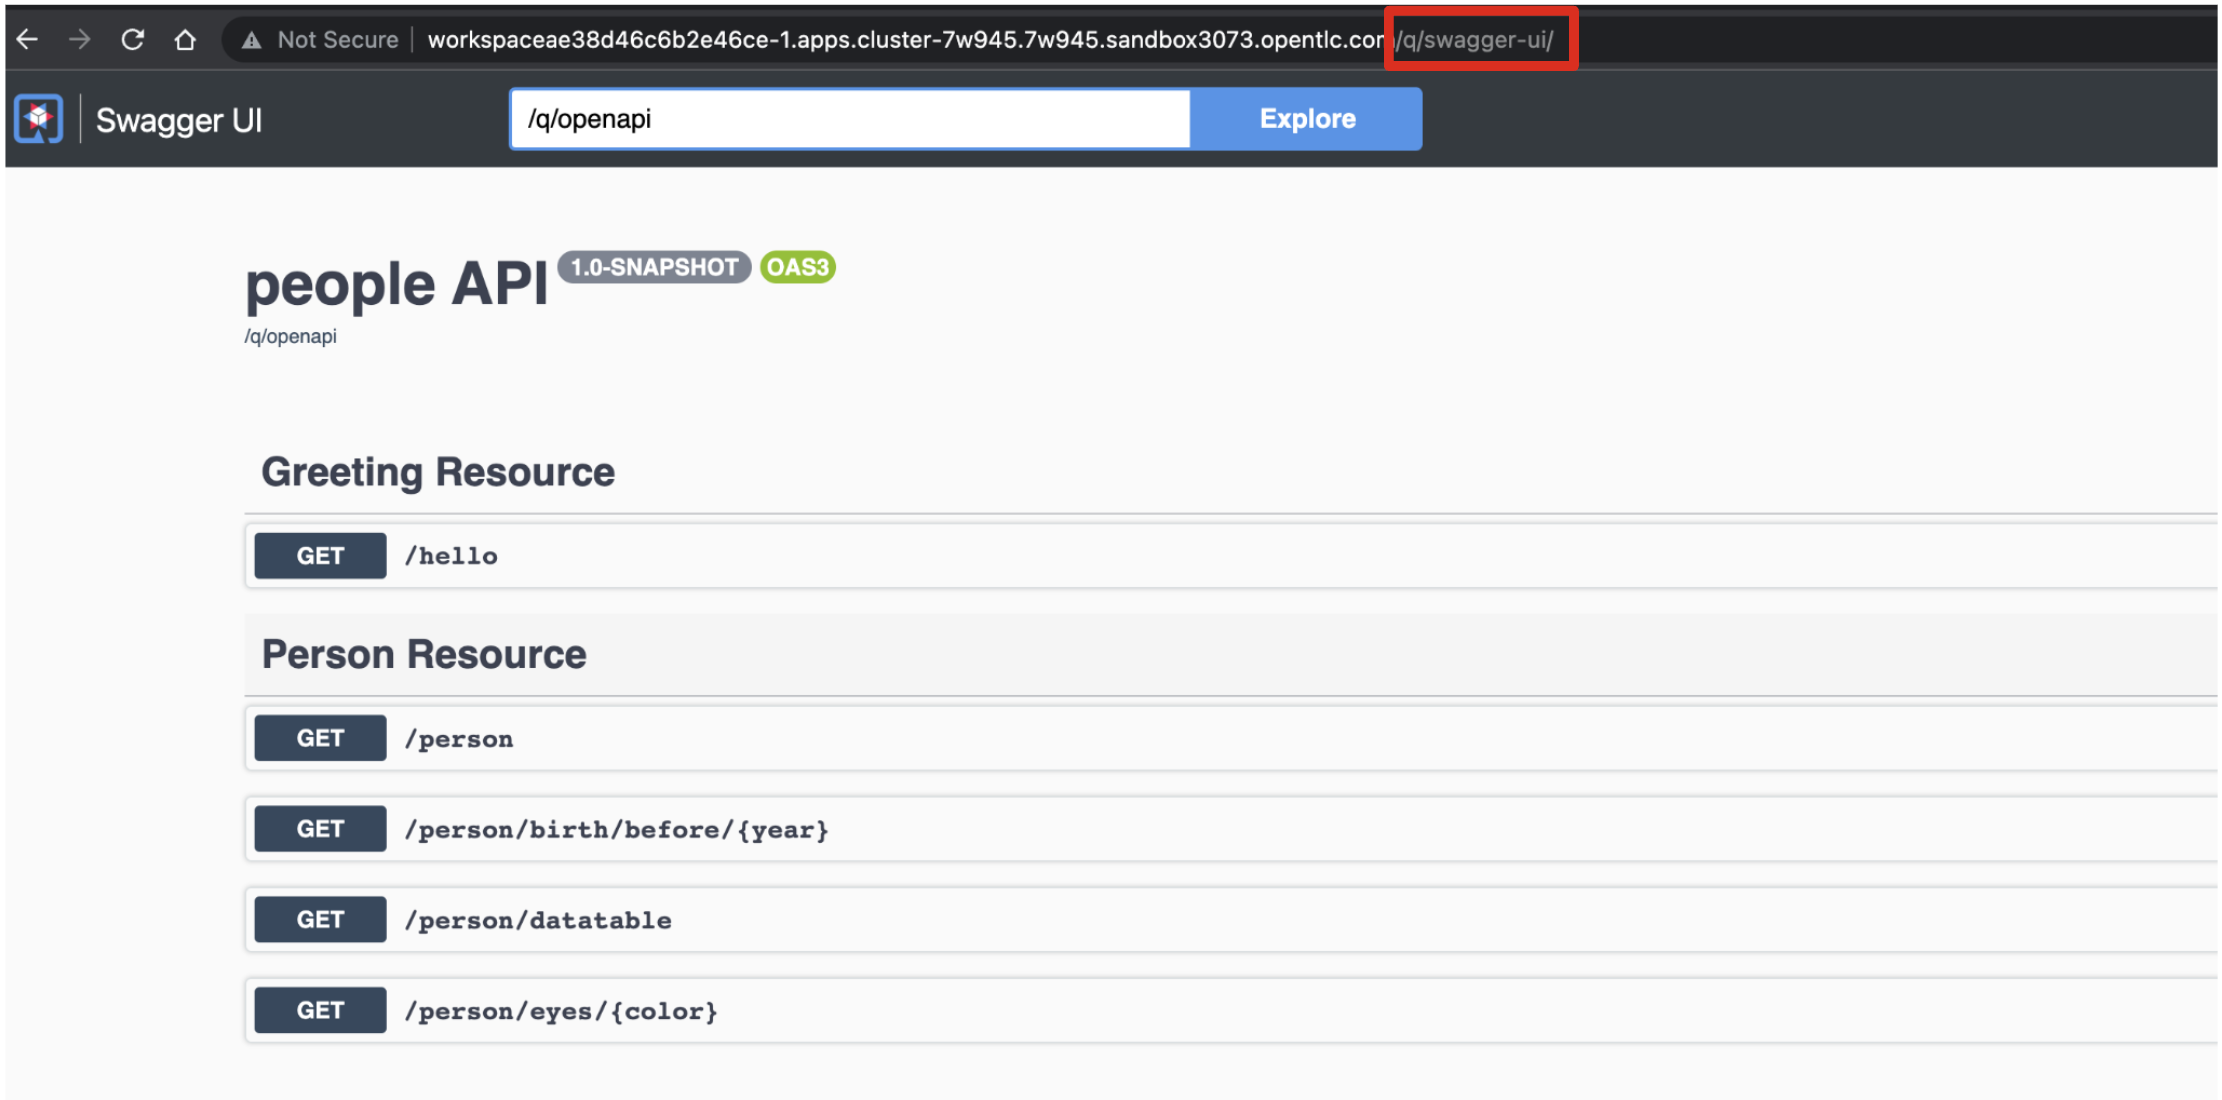 Not Secure workspaceae38d46c6b2e46ce-1.apps.cluster-7w945.7w945.sandbox3073.opentlc.com/q/swagger-ui/
Swagger UI /q/openapi Explore
people API 1.0-SNAPSHOT OAS3
/q/openapi
Greeting Resource
GET /hello
Person Resource
GET /person
GET /person/birth/before/{year}
GET /person/datatable
GET /person/eyes/{color}